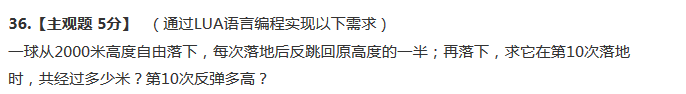 36.【主观题 5分】 （通过LUA语言编程实现以下需求）
一球从2000米高度自由落下，每次落地后反跳回原高度的一半；再落下，求它在第10次落地
时，共经过多少米？第10次反弹多高？